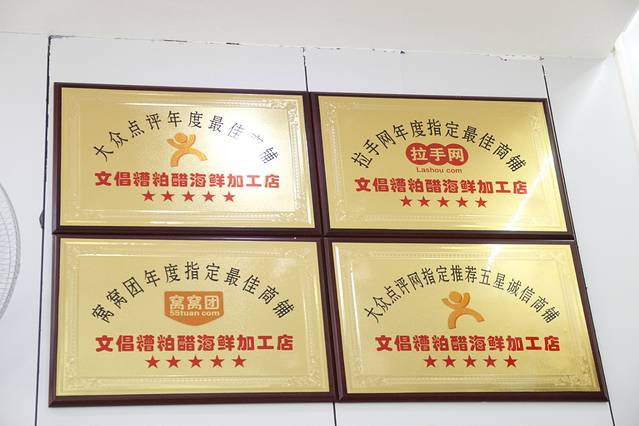 大众点评年度最佳商铺
文倡糟粕醋海鲜加工店
拉手网年度指定最佳商铺
拉手网
Lashou.com
文倡糟粕醋海鲜加工店
窝窝团年度指定最佳商铺
窝窝团
55tuan.com
文倡糟粕醋海鲜加工店
大众点评网指定推荐五星诚信商铺
文倡糟粕醋海鲜加工店